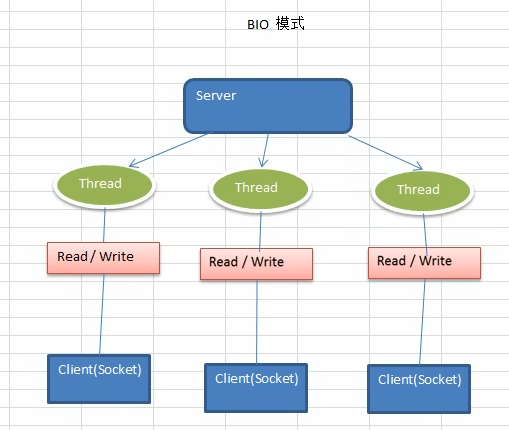 BIO 模式
Server
Thread
Thread
Thread
Read / Write
Read / Write
Read / Write
Client(Socket)
Client(Socket)
Client(Socket)